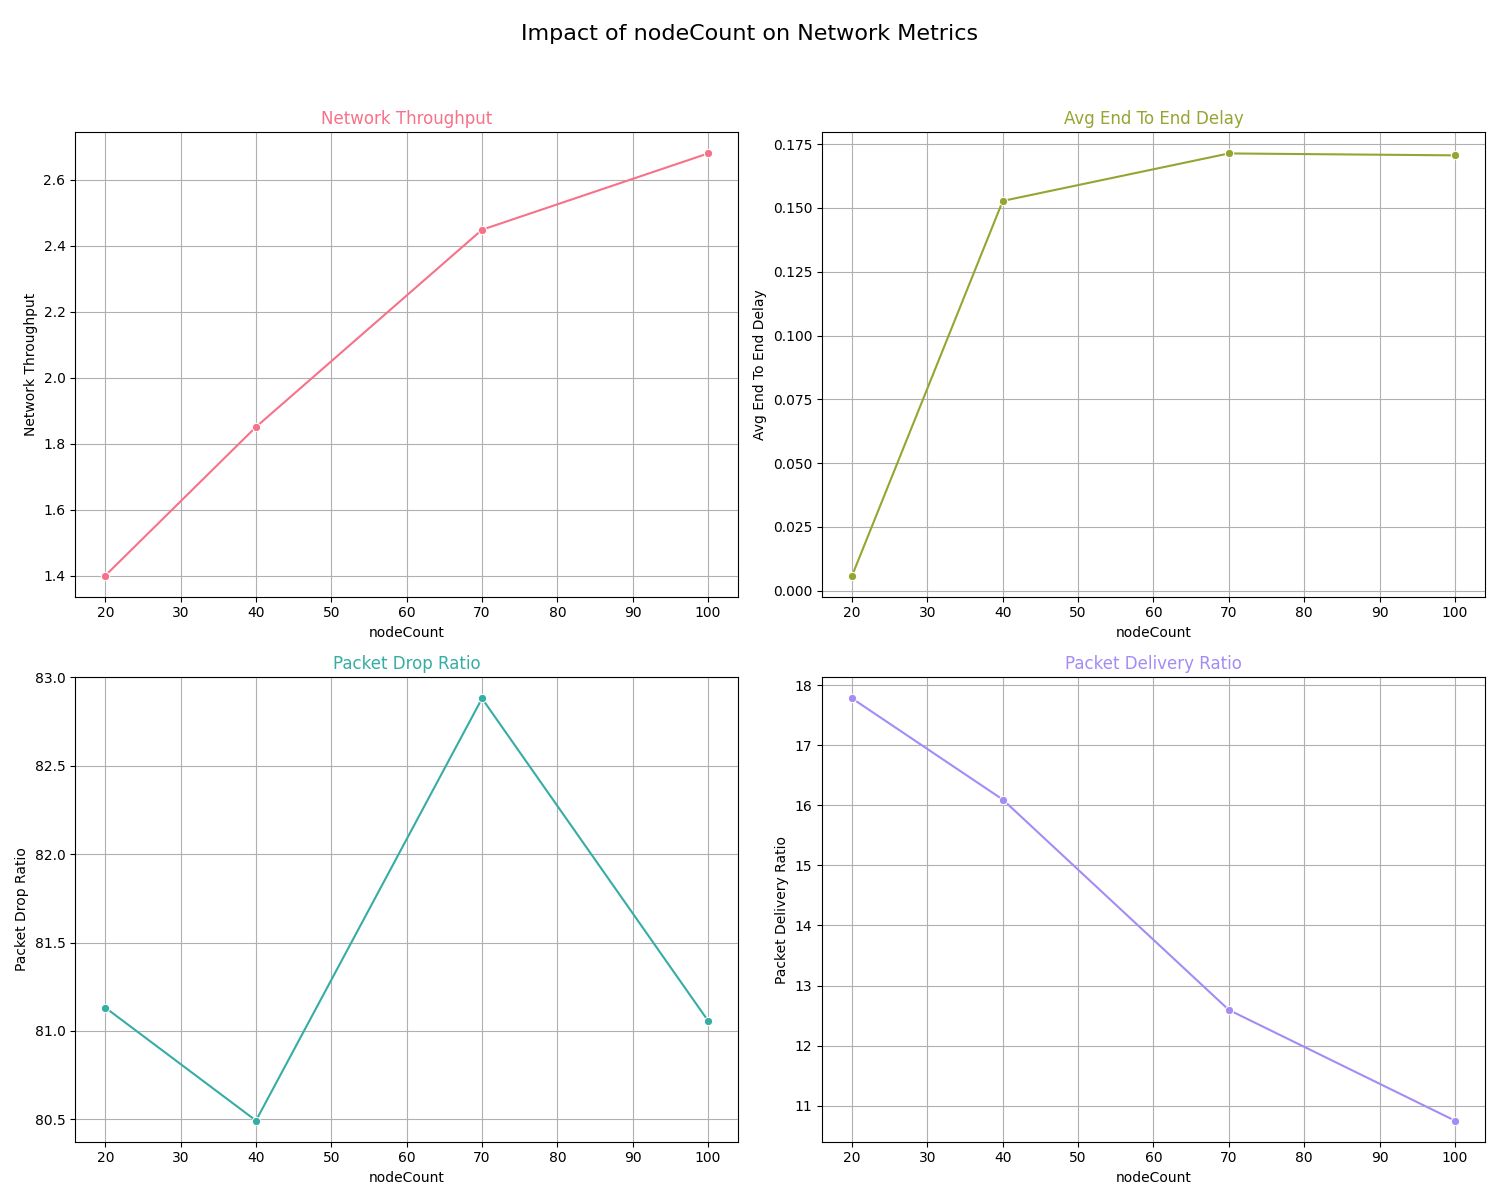 Impact of nodeCount on Network Metrics
Network Throughput
Network Throughput
2.6
2.4
2.2
2.0
1.8
1.6
1.4
20 30 40 50 60 70 80 90 100
nodeCount
Avg End To End Delay
Avg End To End Delay
0.175
0.150
0.125
0.100
0.075
0.050
0.025
0.000
20 30 40 50 60 70 80 90 100
nodeCount
Packet Drop Ratio
Packet Drop Ratio
83.0
82.5
82.0
81.5
81.0
80.5
20 30 40 50 60 70 80 90 100
nodeCount
Packet Delivery Ratio
Packet Delivery Ratio
18
17
16
15
14
13
12
11
20 30 40 50 60 70 80 90 100
nodeCount